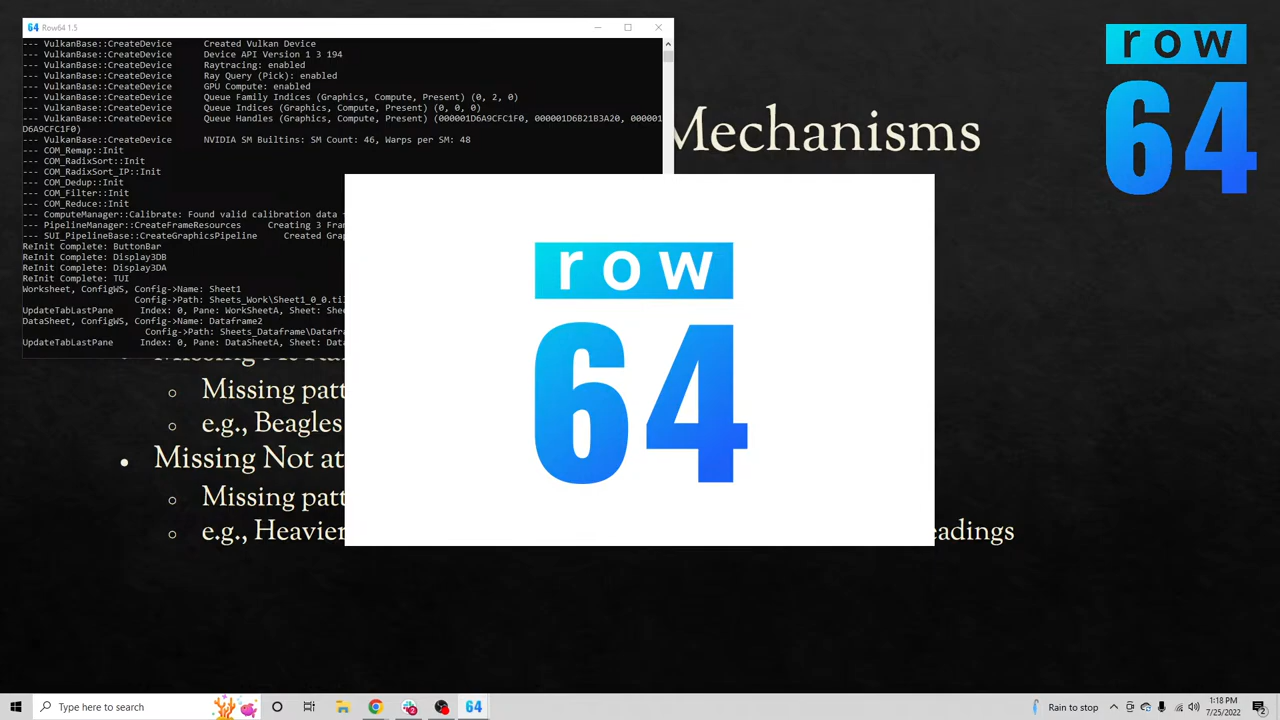 64 Row64 1.5
--- VulkanBase::CreateDevice Created Vulkan Device
--- VulkanBase::CreateDevice Device API Version 1 3 194
--- VulkanBase::CreateDevice Raytracing: enabled
--- VulkanBase::CreateDevice Ray Query (Pick): enabled
--- VulkanBase::CreateDevice GPU Compute: enabled
--- VulkanBase::CreateDevice Queue Family Indices (Graphics, Compute, Present) (0, 2, 0)
--- VulkanBase::CreateDevice Queue Indices (Graphics, Compute, Present) (0, 0, 0)
--- VulkanBase::CreateDevice Queue Handles (Graphics, Compute, Present) (000001D6A9CFC1F0, 000001D6B21B3A20, 000001
D6A9CFC1F0)
--- VulkanBase::CreateDevice NVIDIA SM Builtins: SM Count: 46, Warps per SM: 48
--- COM_Remap::Init
--- COM_RadixSort::Init
--- COM_RadixSort_IP::Init
--- COM_Dedup::Init
--- COM_Filter::Init
--- COM_Reduce::Init
--- ComputeManager::Calibrate: Found valid calibration data
--- PipelineManager::CreateFrameResources Creating 3 Fram
--- SUI_PipelineBase::CreateGraphicsPipeline Created Grap
ReInit Complete: ButtonBar
ReInit Complete: Display3DB
ReInit Complete: Display3DA
ReInit Complete: TUI
Worksheet, ConfigWS, Config->Name: Sheet1
Config->Path: Sheets_Work\Sheet1_0_0.ti
UpdateTabLastPane Index: 0, Pane: WorkSheetA, Sheet: She
DataSheet, ConfigWS, Config->Name: Dataframe2
Config->Path: Sheets_Dataframe\Datafr
UpdateTabLastPane Index: 0, Pane: DataSheetA, Sheet: Dat
Mechanisms
row
64
row
64
○ Missing patt
○ e.g., Beagles
• Missing Not at
○ Missing patt
○ e.g., Heavier eadings
Type here to search
64
Rain to stop
1:18 PM
7/25/2022
2